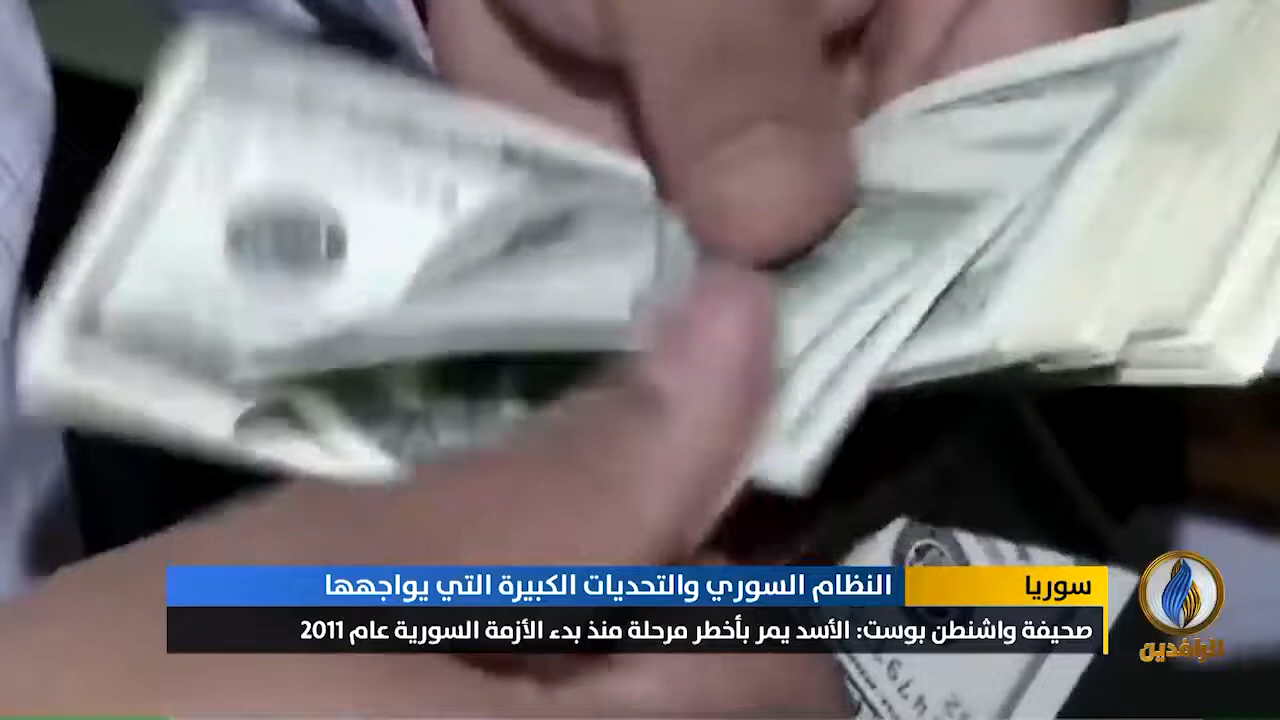 سوريا
النظام السوري والتحديات الكبيرة التي يواجهها
صحيفة واشنطن بوست: الأسد يمر بأخطر مرحلة منذ بدء الأزمة السورية عام 2011
الرافدين